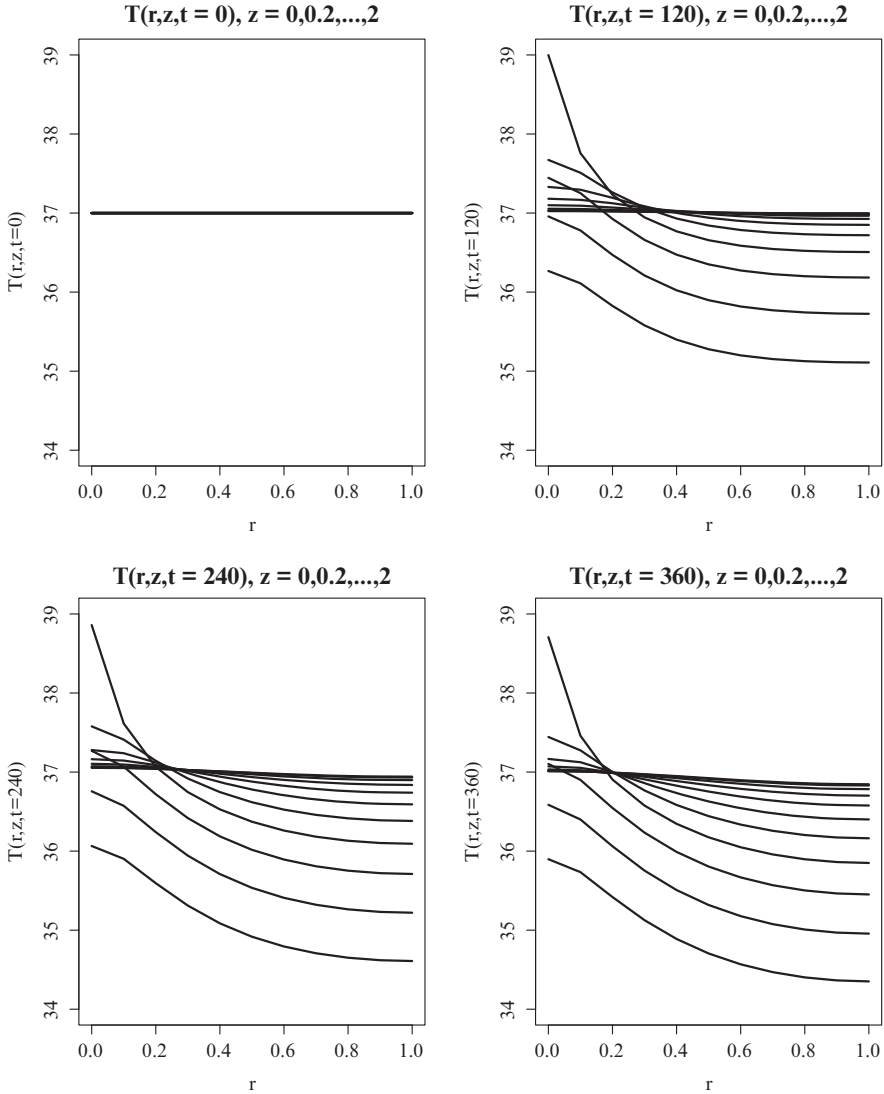 T(r,z,t = 0), z = 0,0.2,...,2
T(r,z,t=0)
39
38
37
36
35
34
0.0 0.2 0.4 0.6 0.8 1.0
r
T(r,z,t = 120), z = 0,0.2,...,2
T(r,z,t=120)
39
38
37
36
35
34
0.0 0.2 0.4 0.6 0.8 1.0
r
T(r,z,t = 240), z = 0,0.2,...,2
T(r,z,t=240)
39
38
37
36
35
34
0.0 0.2 0.4 0.6 0.8 1.0
r
T(r,z,t = 360), z = 0,0.2,...,2
T(r,z,t=360)
39
38
37
36
35
34
0.0 0.2 0.4 0.6 0.8 1.0
r